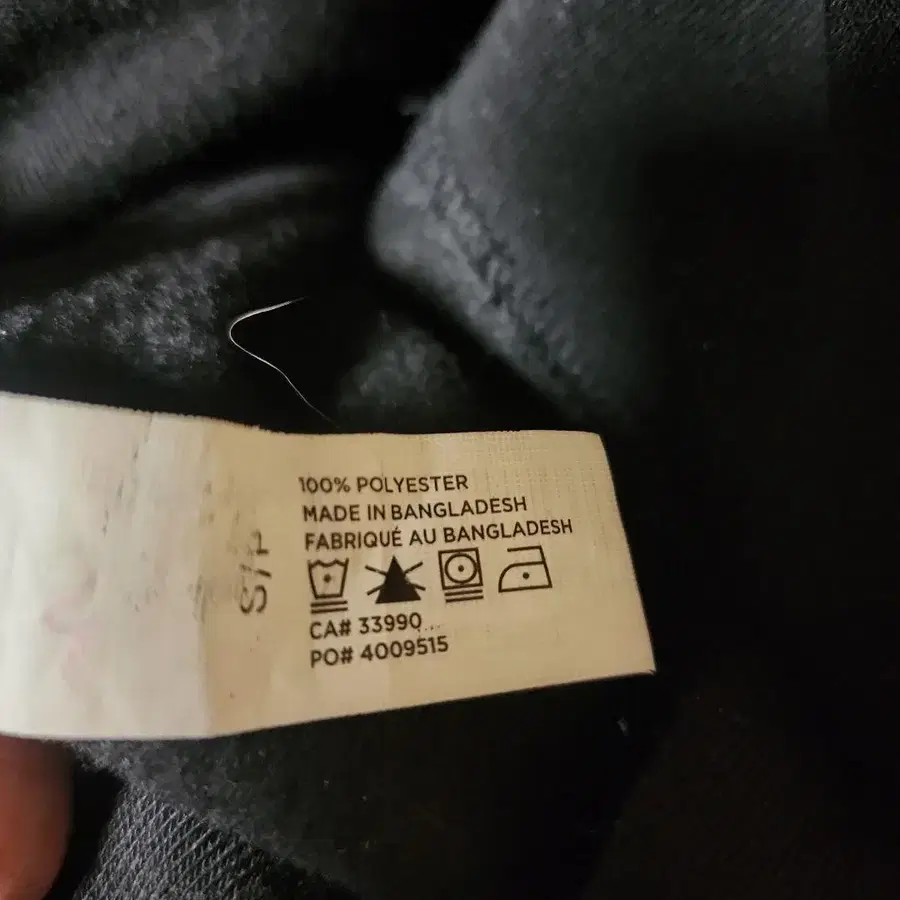 S/P
100% POLYESTER
MADE IN BANGLADESH
FABRIQUÉ AU BANGLADESH
CA# 33990
PO# 4009515